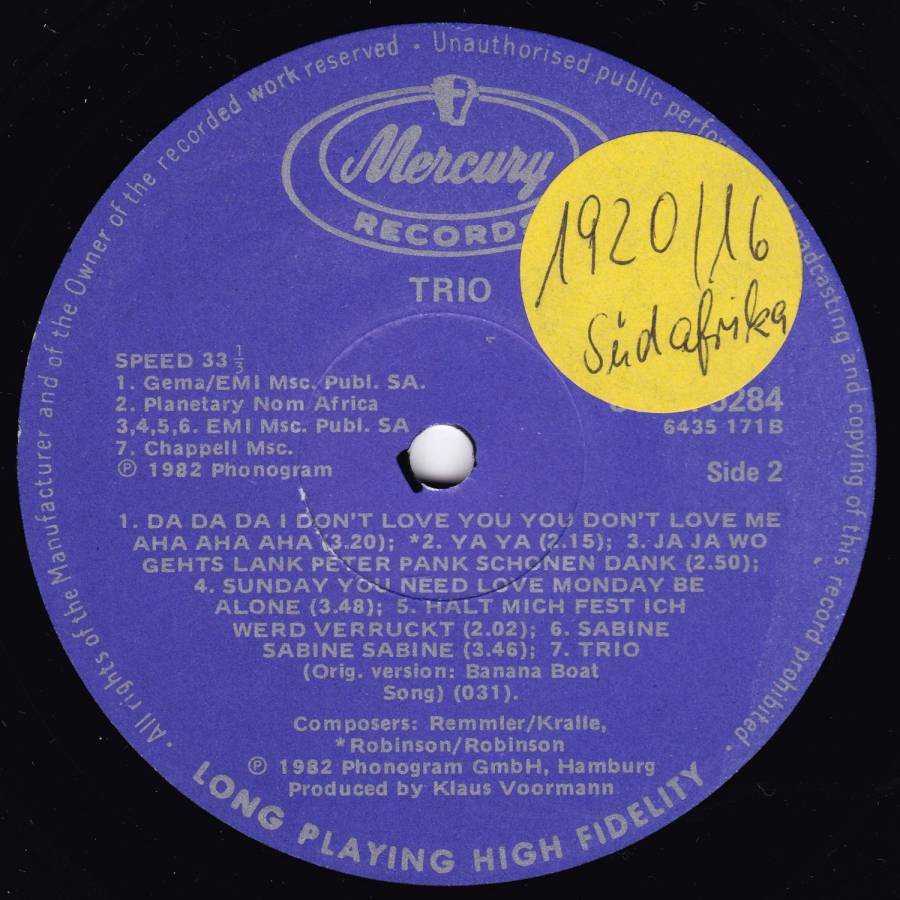 All rights of the Manufacturer and of the Owner of the recorded work reserved · Unauthorised public
broadcasting and copying of this record prohibited ·
Mercury
RECORDS
1920/16
Südafrika
TRIO
SPEED 33 1/3
1. Gema/EMI Msc. Publ. SA.
2. Planetary Nom Africa
3,4,5,6. EMI Msc. Publ. SA
7. Chappell Msc.
℗ 1982 Phonogram
6435 171B
Side 2
1. DA DA DA I DON'T LOVE YOU YOU DON'T LOVE ME
AHA AHA AHA (3.20); *2. YA YA (2.15); 3. JA JA WO
GEHTS LANK PETER PANK SCHONEN DANK (2.50);
4. SUNDAY YOU NEED LOVE MONDAY BE
ALONE (3.48); 5. HALT MICH FEST ICH
WERD VERRUCKT (2.02); 6. SABINE
SABINE SABINE (3.46); 7. TRIO
(Orig. version: Banana Boat
Song) (031).
Composers: Remmler/Kralle,
*Robinson/Robinson
℗ 1982 Phonogram GmbH, Hamburg
Produced by Klaus Voormann
LONG PLAYING HIGH FIDELITY